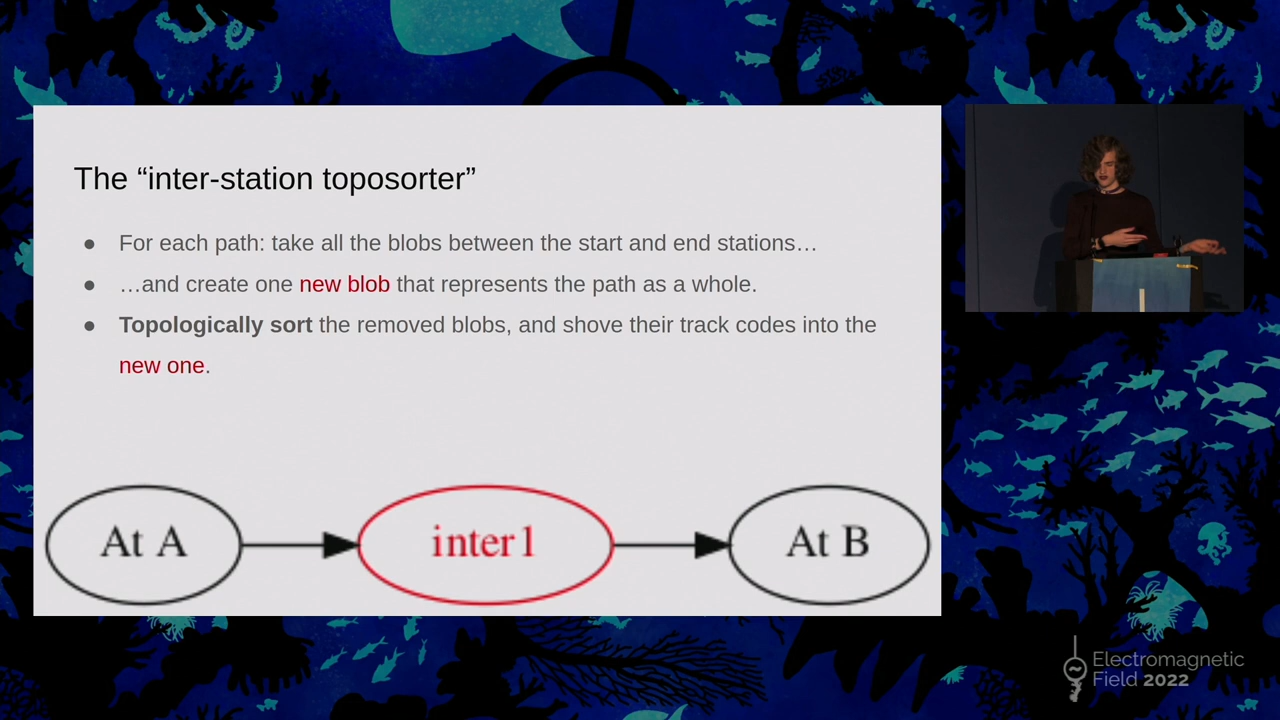 The “inter-station toposorter”
● For each path: take all the blobs between the start and end stations…
● …and create one new blob that represents the path as a whole.
● Topologically sort the removed blobs, and shove their track codes into the
new one.
At A
inter1
At B
Electromagnetic
Field 2022